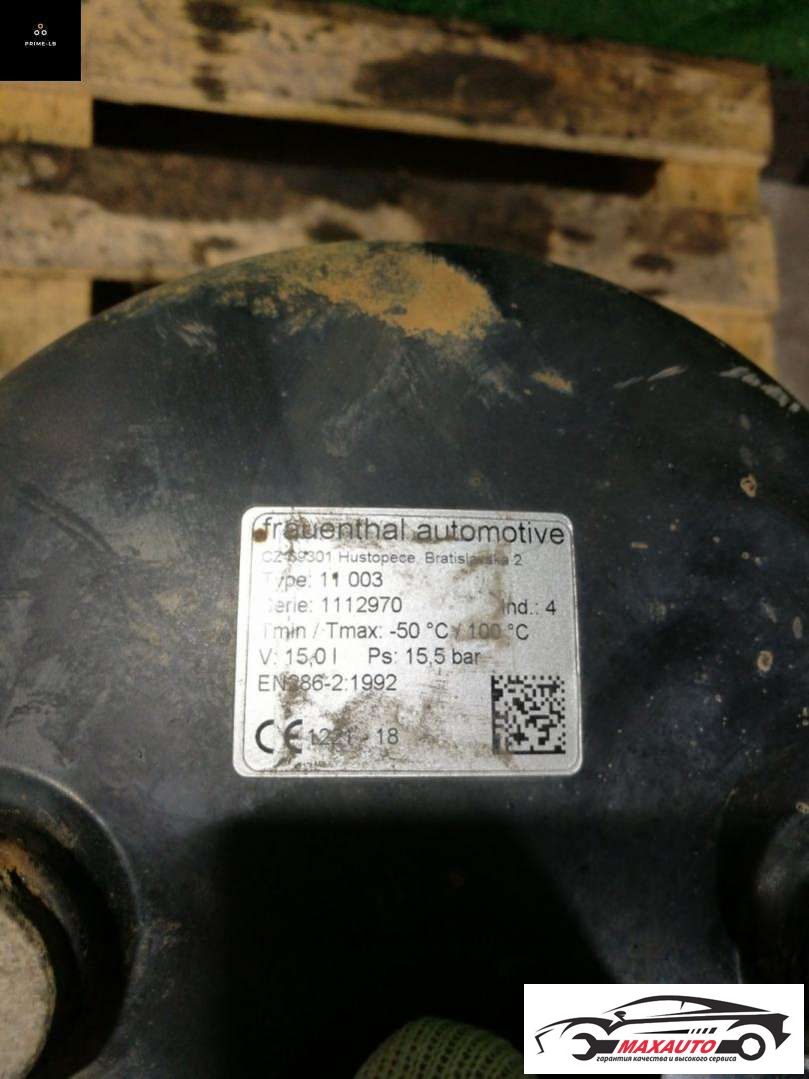 PRIME-LB
frauenthal automotive
CZ-69301 Hustopece, Bratislavska 2
Type: 11 003
Serie: 1112970 Ind.: 4
Tmin / Tmax: -50 °C / 100 °C
V: 15,0 l Ps: 15,5 bar
EN286-2:1992
CE 18
MAXAUTO
гарантия качества и высокого сервиса